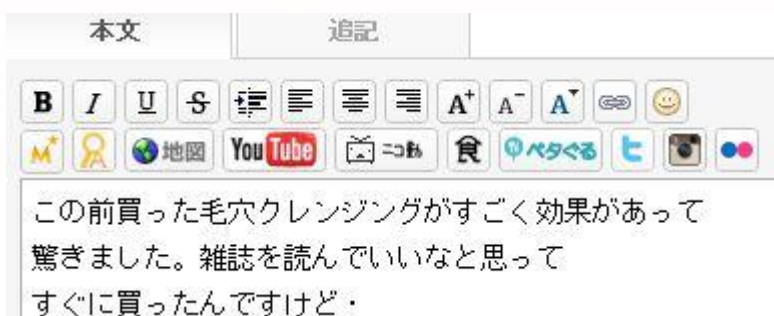 本文 追記
B I U S A⁺ A⁻ A
M 地図 YouTube ニコ動 食 ペタぐる t
この前買った毛穴クレンジングがすごく効果があって
驚きました。雑誌を読んでいいなと思って
すぐに買ったんですけど・